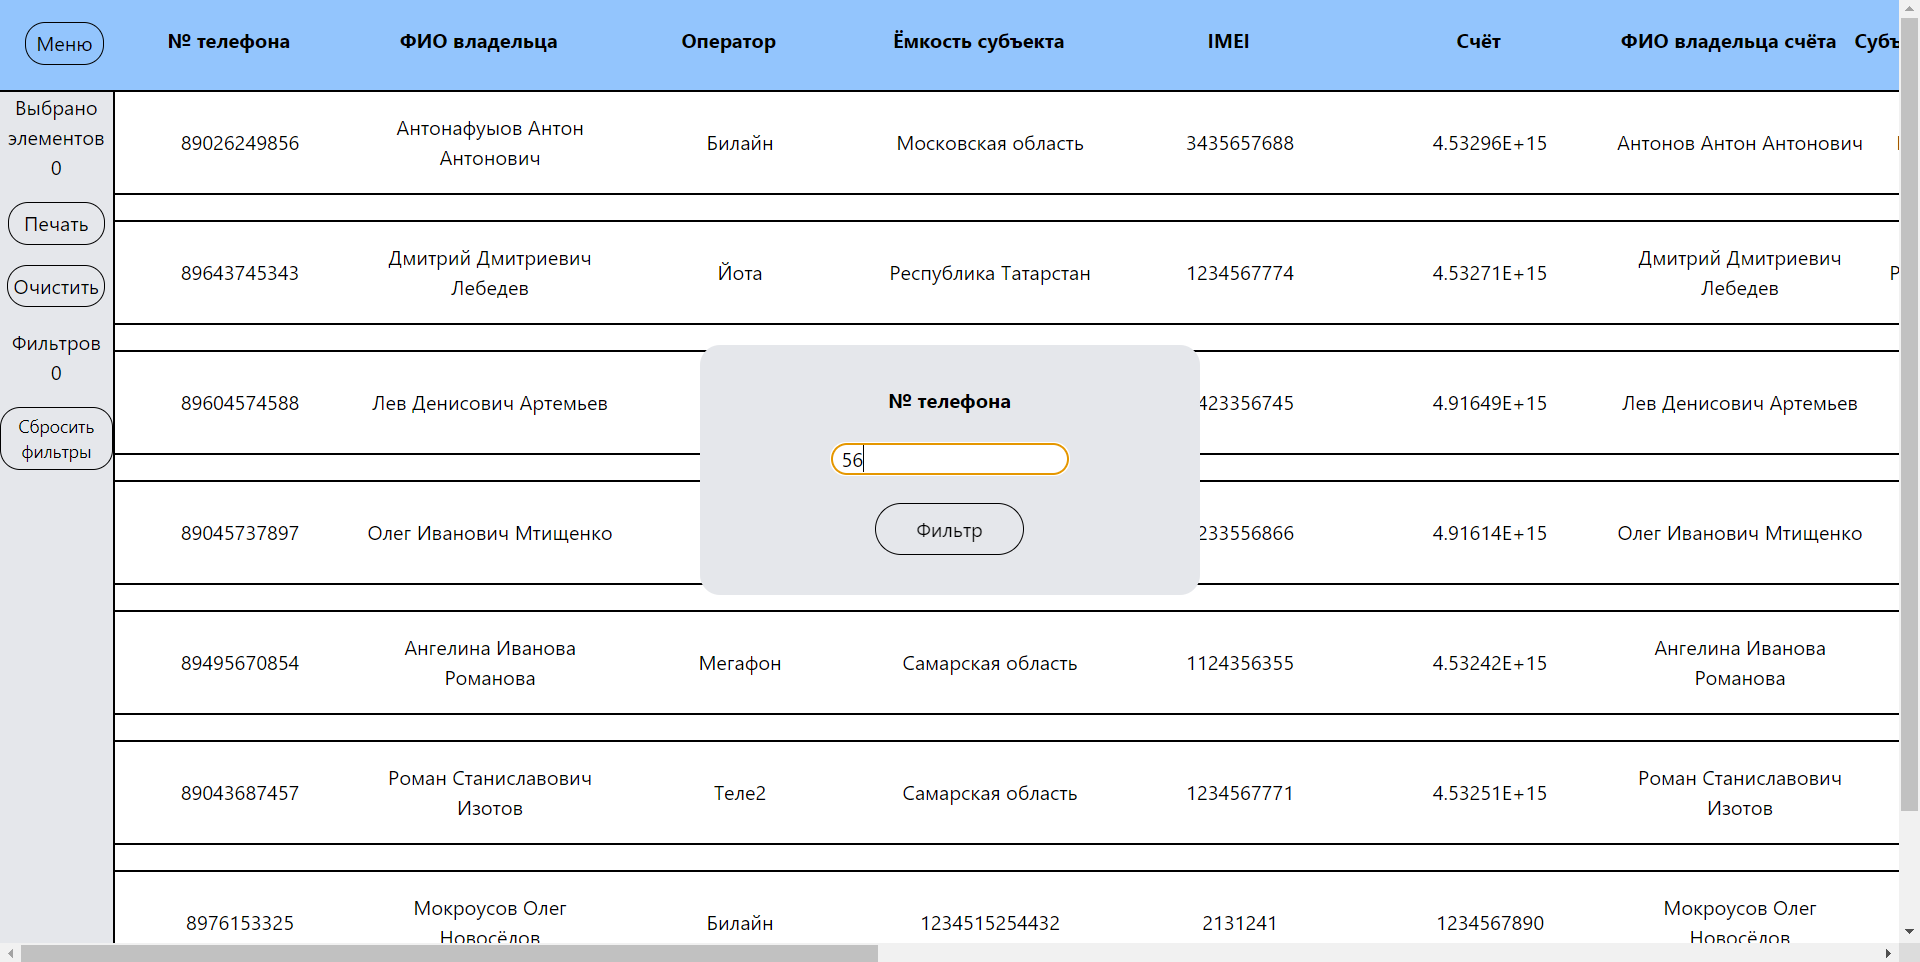 Меню
№ телефона
ФИО владельца
Оператор
Ёмкость субъекта
IMEI
Счёт
ФИО владельца счёта
Выбрано
элементов
0
Печать
Очистить
Фильтров
0
Сбросить
фильтры
89026249856
Антонафуыов Антон
Антонович
Билайн
Московская область
3435657688
4.53296E+15
Антонов Антон Антонович
89643745343
Дмитрий Дмитриевич
Лебедев
Йота
Республика Татарстан
1234567774
4.53271E+15
Дмитрий Дмитриевич
Лебедев
89604574588
Лев Денисович Артемьев
423356745
4.91649E+15
Лев Денисович Артемьев
№ телефона
56
Фильтр
89045737897
Олег Иванович Мтищенко
233556866
4.91614E+15
Олег Иванович Мтищенко
89495670854
Ангелина Иванова
Романова
Мегафон
Самарская область
1124356355
4.53242E+15
Ангелина Иванова
Романова
89043687457
Роман Станиславович
Изотов
Теле2
Самарская область
1234567771
4.53251E+15
Роман Станиславович
Изотов
8976153325
Мокроусов Олег
Новосёлов
Билайн
1234515254432
2131241
1234567890
Мокроусов Олег
Новосёлов